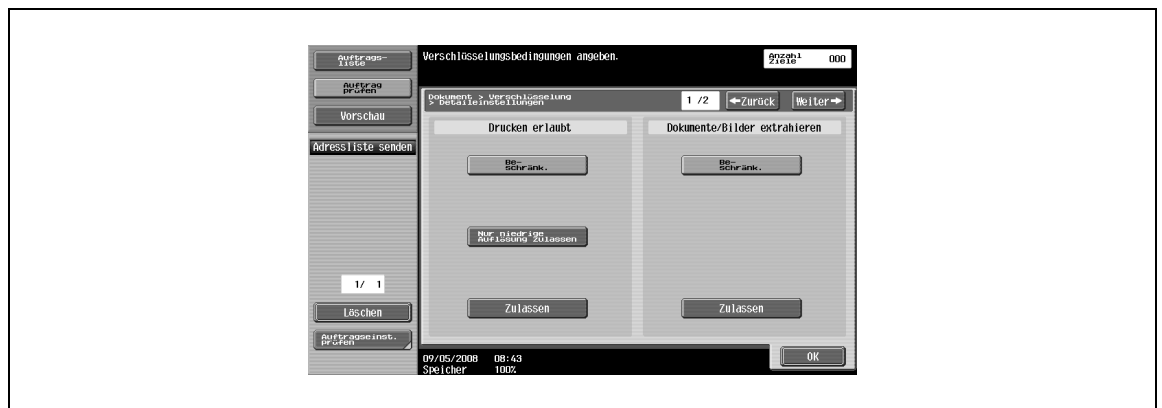 Auftrags-
liste
Auftrag
prüfen
Vorschau
Adressliste senden
1/ 1
Löschen
Auftragseinst.
prüfen
Verschlüsselungsbedingungen angeben.
Anzahl
Ziele
000
Dokument > Verschlüsselung
> Detaileinstellungen
1 /2
←Zurück
Weiter→
Drucken erlaubt
Dokumente/Bilder extrahieren
Be-
schränk.
Be-
schränk.
Nur niedrige
Auflösung zulassen
Zulassen
Zulassen
09/05/2008 08:43
Speicher 100%
OK